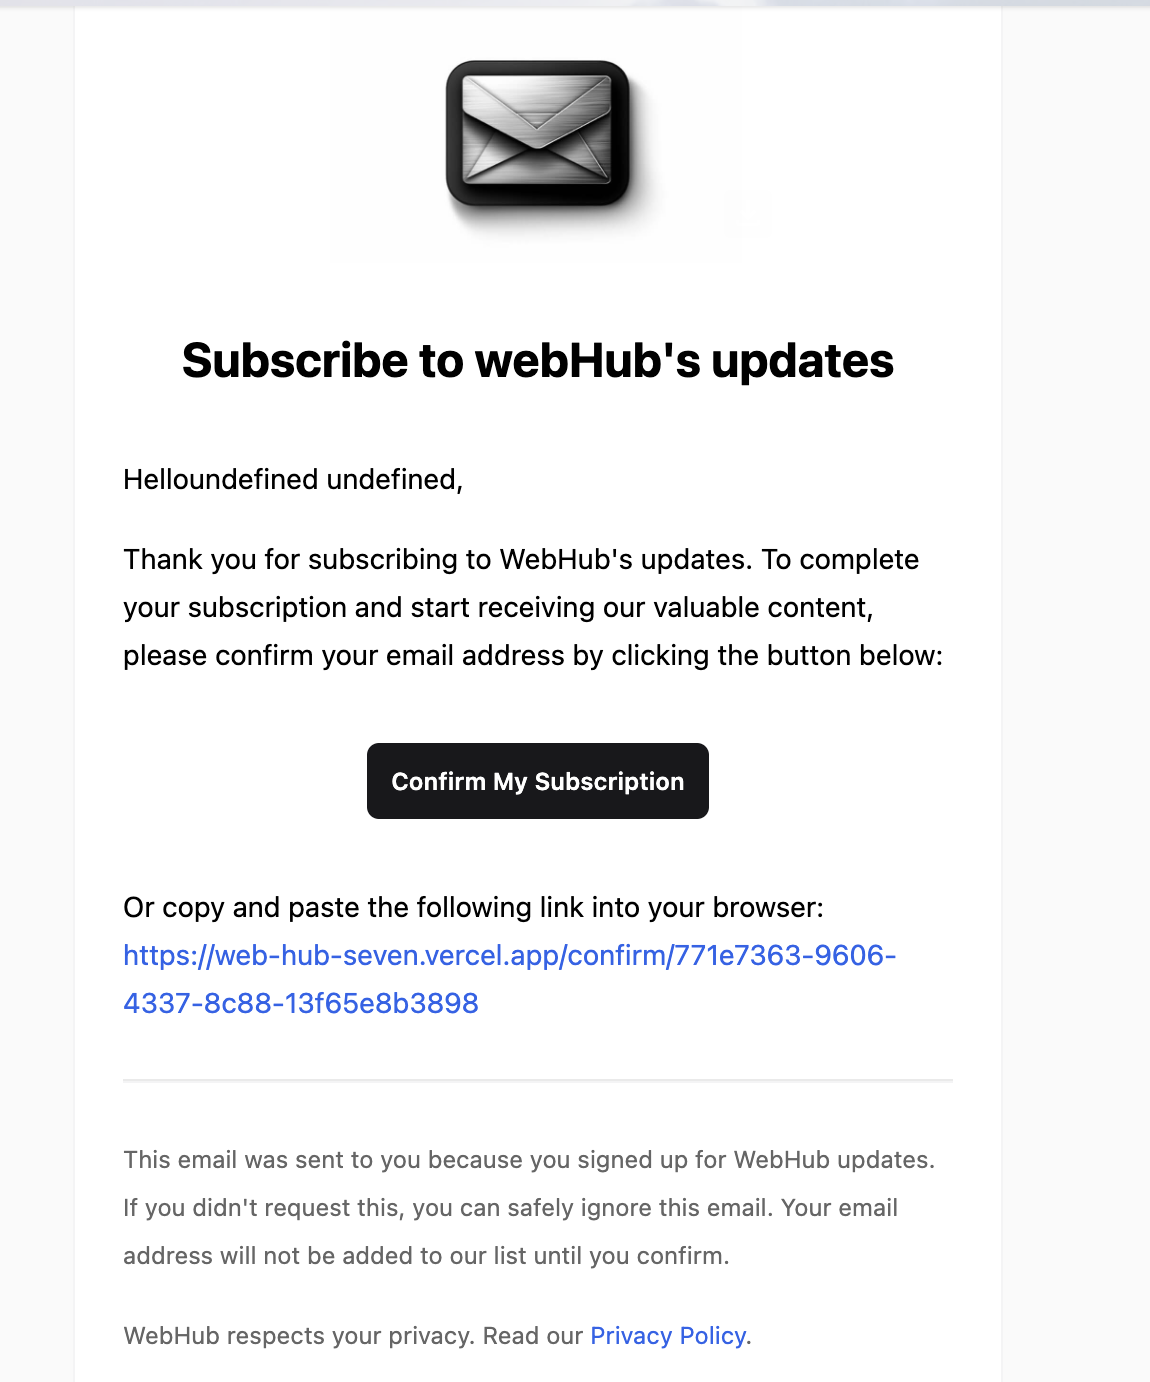 Subscribe to webHub's updates
Helloundefined undefined,
Thank you for subscribing to WebHub's updates. To complete
your subscription and start receiving our valuable content,
please confirm your email address by clicking the button below:
Confirm My Subscription
Or copy and paste the following link into your browser:
https://web-hub-seven.vercel.app/confirm/771e7363-9606-
4337-8c88-13f65e8b3898
This email was sent to you because you signed up for WebHub updates.
If you didn't request this, you can safely ignore this email. Your email
address will not be added to our list until you confirm.
WebHub respects your privacy. Read our Privacy Policy.